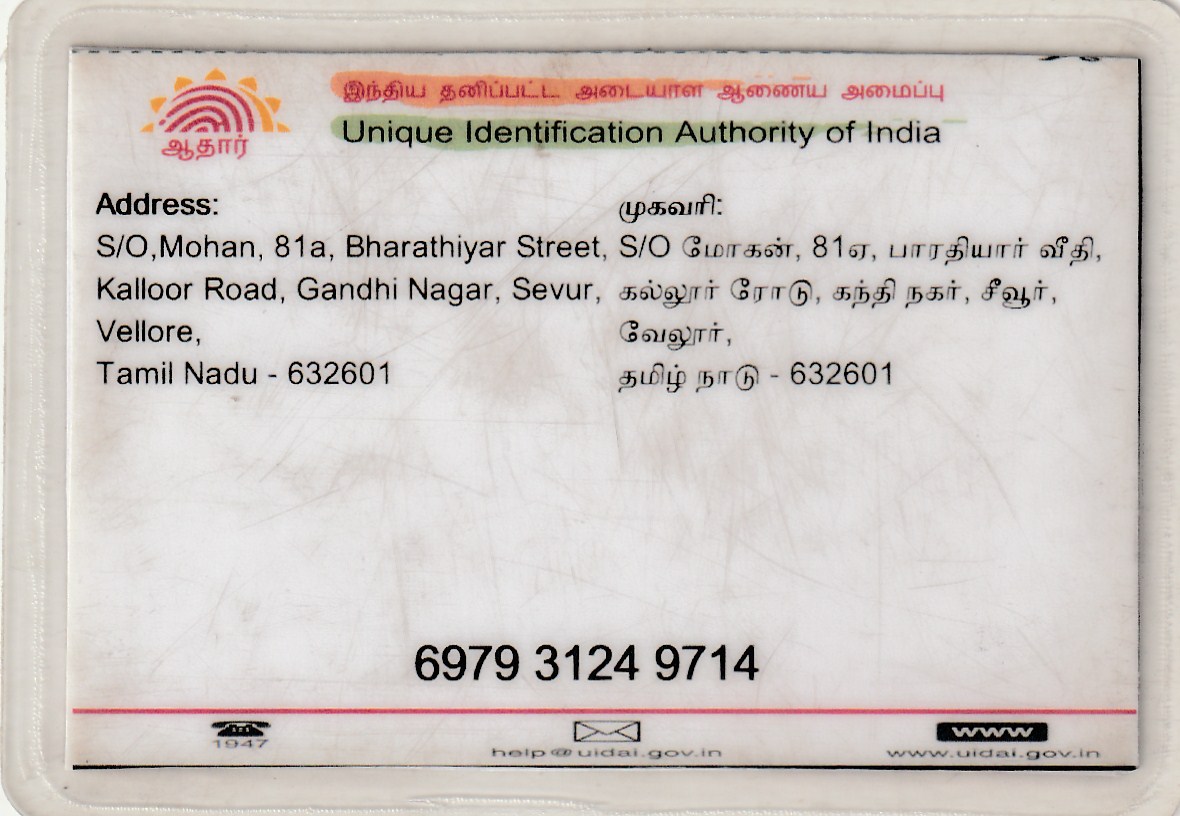 இந்திய தனிப்பட்ட அடையாள ஆணைய அமைப்பு
Unique Identification Authority of India
ஆதார்
Address:
S/O,Mohan, 81a, Bharathiyar Street,
Kalloor Road, Gandhi Nagar, Sevur,
Vellore,
Tamil Nadu - 632601
முகவரி:
S/O மோகன், 81ஏ, பாரதியார் வீதி,
கல்லூர் ரோடு, கந்தி நகர், சீவூர்,
வேலூர்,
தமிழ் நாடு - 632601
6979 3124 9714
1947
help@uidai.gov.in
www
www.uidai.gov.in